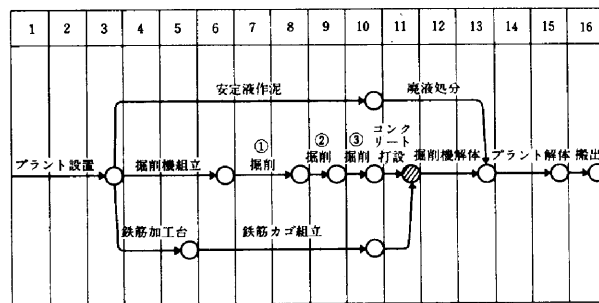 1 2 3 4 5 6 7 8 9 10 11 12 13 14 15 16
安定液作泥 廃液処分
① ② ③ コンク
リート
プラント設置 掘削機組立 掘削 掘削 掘削 打設 掘削機解体 プラント解体 搬出
鉄筋加工台 鉄筋カゴ組立